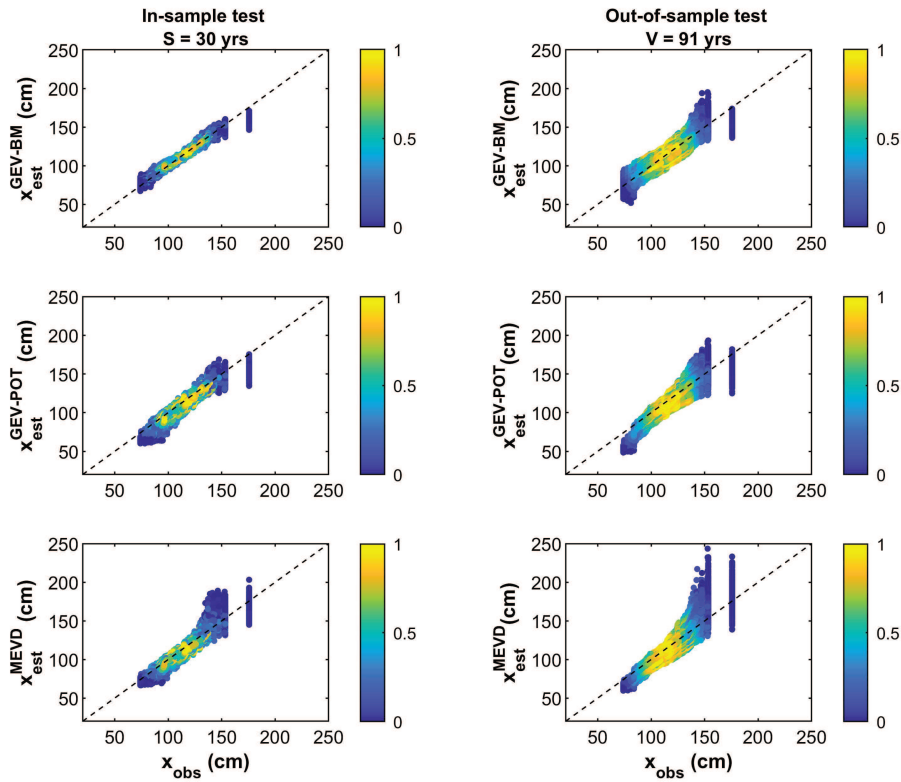 In-sample test
S = 30 yrs
Out-of-sample test
V = 91 yrs
250
200
150
100
50
50 100 150 200 250
x_est^GEV-BM (cm)
1
0.5
0
250
200
150
100
50
50 100 150 200 250
x_est^GEV-BM (cm)
1
0.5
0
250
200
150
100
50
50 100 150 200 250
x_est^GEV-POT (cm)
1
0.5
0
250
200
150
100
50
50 100 150 200 250
x_est^GEV-POT (cm)
1
0.5
0
250
200
150
100
50
50 100 150 200 250
x_est^MEVD (cm)
x_obs (cm)
1
0.5
0
250
200
150
100
50
50 100 150 200 250
x_est^MEVD (cm)
x_obs (cm)
1
0.5
0